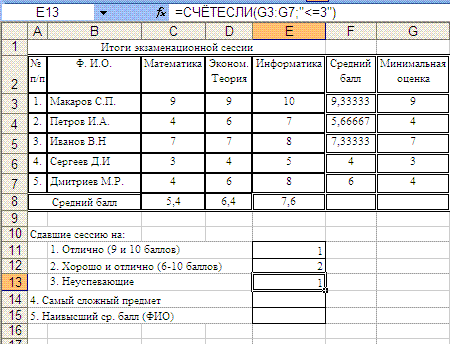 E13 =СЧЁТЕСЛИ(G3:G7;"<=3")
A B C D E F G
1 Итоги экзаменационной сессии
2 № п/п Ф. И.О. Математика Эконом. Теория Информатика Средний балл Минимальная оценка
3 1. Макаров С.П. 9 9 10 9,33333 9
4 2. Петров И.А. 4 6 7 5,66667 4
5 3. Иванов В.Н 7 7 8 7,33333 7
6 4. Сергеев Д.И 3 4 5 4 3
7 5. Дмитриев М.Р. 4 6 8 6 4
8 Средний балл 5,4 6,4 7,6
9
10 Сдавшие сессию на:
11 1. Отлично (9 и 10 баллов) 1
12 2. Хорошо и отлично (6-10 баллов) 2
13 3. Неуспевающие 1
14 4. Самый сложный предмет
15 5. Наивысший ср. балл (ФИО)
16
17